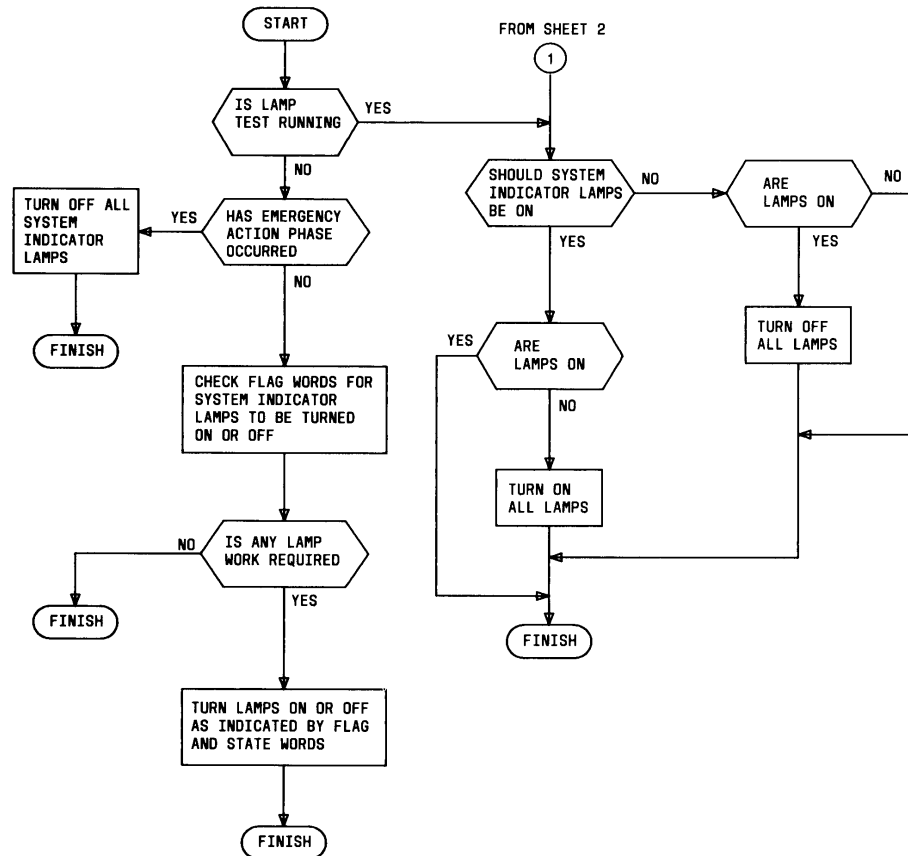 START
FROM SHEET 2
1
IS LAMP
TEST RUNNING
YES
NO
SHOULD SYSTEM
INDICATOR LAMPS
BE ON
NO
YES
ARE
LAMPS ON
NO
YES
TURN OFF ALL
SYSTEM
INDICATOR
LAMPS
YES
HAS EMERGENCY
ACTION PHASE
OCCURRED
NO
FINISH
TURN OFF
ALL LAMPS
YES
ARE
LAMPS ON
NO
CHECK FLAG WORDS FOR
SYSTEM INDICATOR
LAMPS TO BE TURNED
ON OR OFF
TURN ON
ALL LAMPS
NO
IS ANY LAMP
WORK REQUIRED
YES
FINISH
FINISH
TURN LAMPS ON OR OFF
AS INDICATED BY FLAG
AND STATE WORDS
FINISH